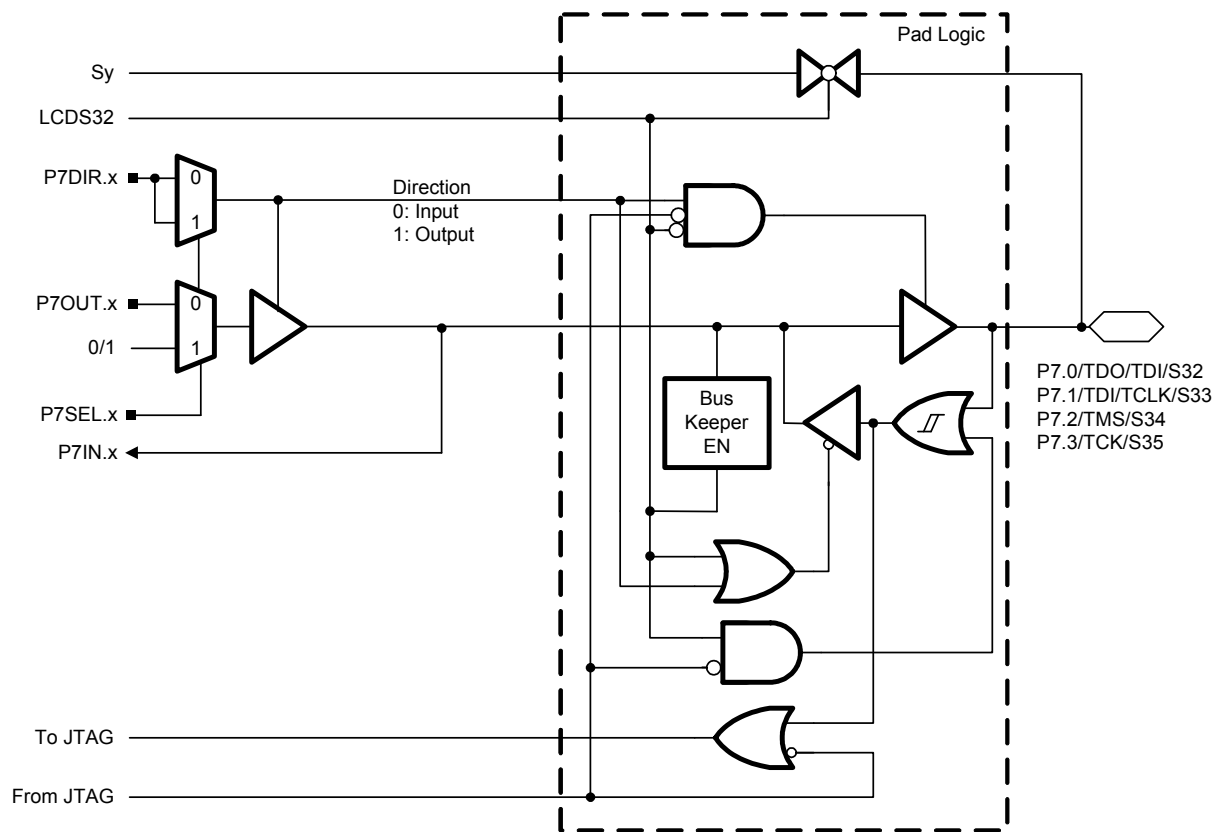 Pad Logic
Sy
LCDS32
P7DIR.x
0
1
Direction
0: Input
1: Output
P7OUT.x
0
0/1
1
P7SEL.x
P7IN.x
Bus
Keeper
EN
P7.0/TDO/TDI/S32
P7.1/TDI/TCLK/S33
P7.2/TMS/S34
P7.3/TCK/S35
To JTAG
From JTAG